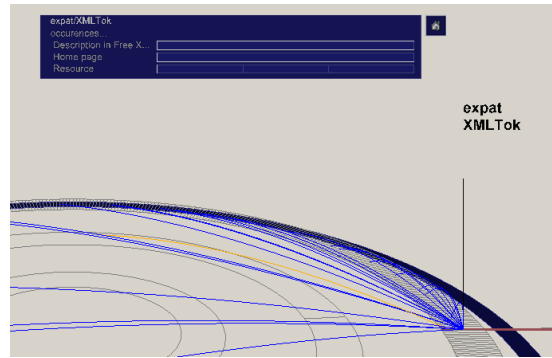 expat/XMLTok
occurences...
Description in Free X...
Home page
Resource
expat
XMLTok